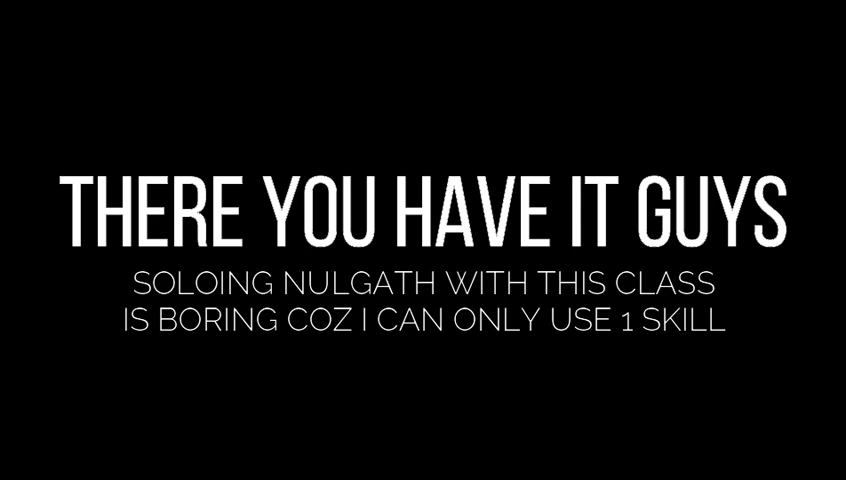 THERE YOU HAVE IT GUYS
SOLOING NULGATH WITH THIS CLASS
IS BORING COZ I CAN ONLY USE 1 SKILL